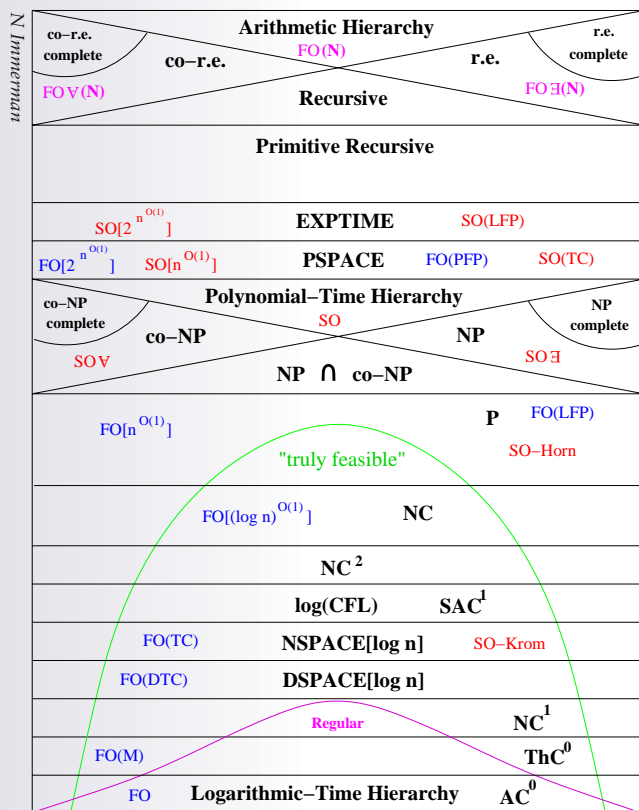 N Immerman
Arithmetic Hierarchy
co–r.e. complete
co–r.e.
FO(N)
r.e.
r.e. complete
FO∀(N)
FO∃(N)
Recursive
Primitive Recursive
SO[2^n^O(1)]
EXPTIME
SO(LFP)
FO[2^n^O(1)]
SO[n^O(1)]
PSPACE
FO(PFP)
SO(TC)
Polynomial–Time Hierarchy
co–NP complete
co–NP
SO
NP
NP complete
SO∀
SO∃
NP ∩ co–NP
FO[n^O(1)]
P
FO(LFP)
SO–Horn
"truly feasible"
FO[(log n)^O(1)]
NC
NC^2
log(CFL)
SAC^1
FO(TC)
NSPACE[log n]
SO–Krom
FO(DTC)
DSPACE[log n]
Regular
NC^1
FO(M)
ThC^0
FO
Logarithmic–Time Hierarchy
AC^0